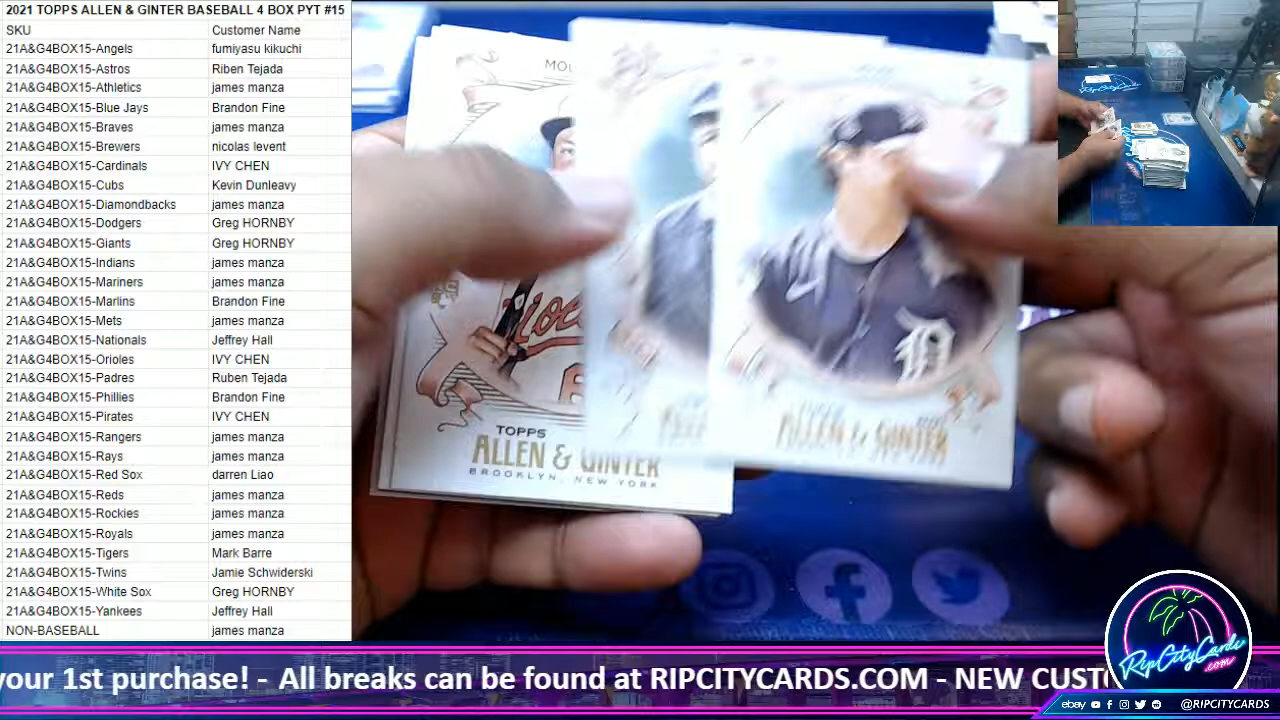 2021 TOPPS ALLEN & GINTER BASEBALL 4 BOX PYT #15
SKU Customer Name
21A&G4BOX15-Angels fumiyasu kikuchi
21A&G4BOX15-Astros Riben Tejada
21A&G4BOX15-Athletics james manza
21A&G4BOX15-Blue Jays Brandon Fine
21A&G4BOX15-Braves james manza
21A&G4BOX15-Brewers nicolas levent
21A&G4BOX15-Cardinals IVY CHEN
21A&G4BOX15-Cubs Kevin Dunleavy
21A&G4BOX15-Diamondbacks james manza
21A&G4BOX15-Dodgers Greg HORNBY
21A&G4BOX15-Giants Greg HORNBY
21A&G4BOX15-Indians james manza
21A&G4BOX15-Mariners james manza
21A&G4BOX15-Marlins Brandon Fine
21A&G4BOX15-Mets james manza
21A&G4BOX15-Nationals Jeffrey Hall
21A&G4BOX15-Orioles IVY CHEN
21A&G4BOX15-Padres Ruben Tejada
21A&G4BOX15-Phillies Brandon Fine
21A&G4BOX15-Pirates IVY CHEN
21A&G4BOX15-Rangers james manza
21A&G4BOX15-Rays james manza
21A&G4BOX15-Red Sox darren Liao
21A&G4BOX15-Reds james manza
21A&G4BOX15-Rockies james manza
21A&G4BOX15-Royals james manza
21A&G4BOX15-Tigers Mark Barre
21A&G4BOX15-Twins Jamie Schwiderski
21A&G4BOX15-White Sox Greg HORNBY
21A&G4BOX15-Yankees Jeffrey Hall
NON-BASEBALL james manza
MOU
TOPPS
ALLEN & GINTER
BROOKLYN, NEW YORK
D
ALLEN & GINTER
RipCityCards
.com
your 1st purchase! - All breaks can be found at RIPCITYCARDS.COM - NEW CUSTO
ebay @RIPCITYCARDS